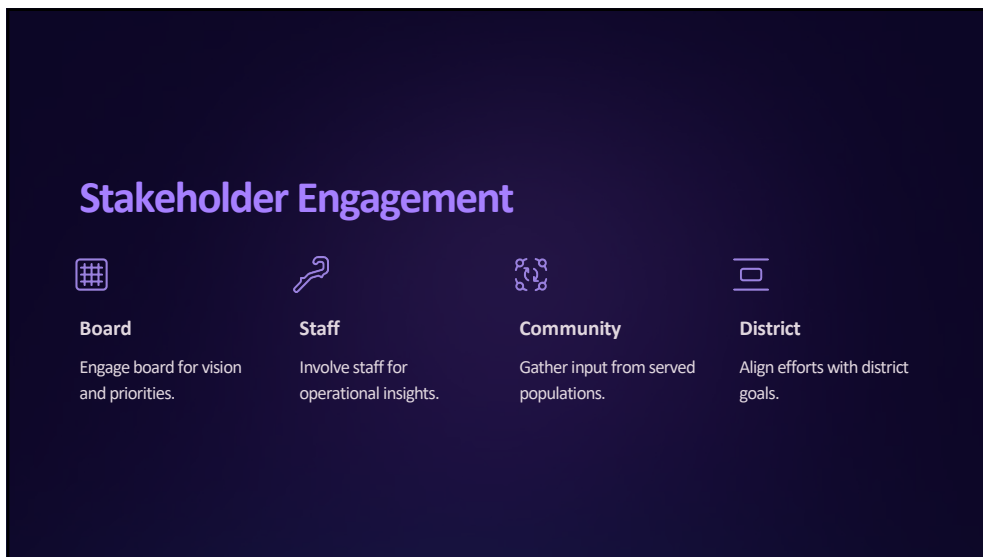 Stakeholder Engagement
Board
Engage board for vision
and priorities.
Staff
Involve staff for
operational insights.
Community
Gather input from served
populations.
District
Align efforts with district
goals.